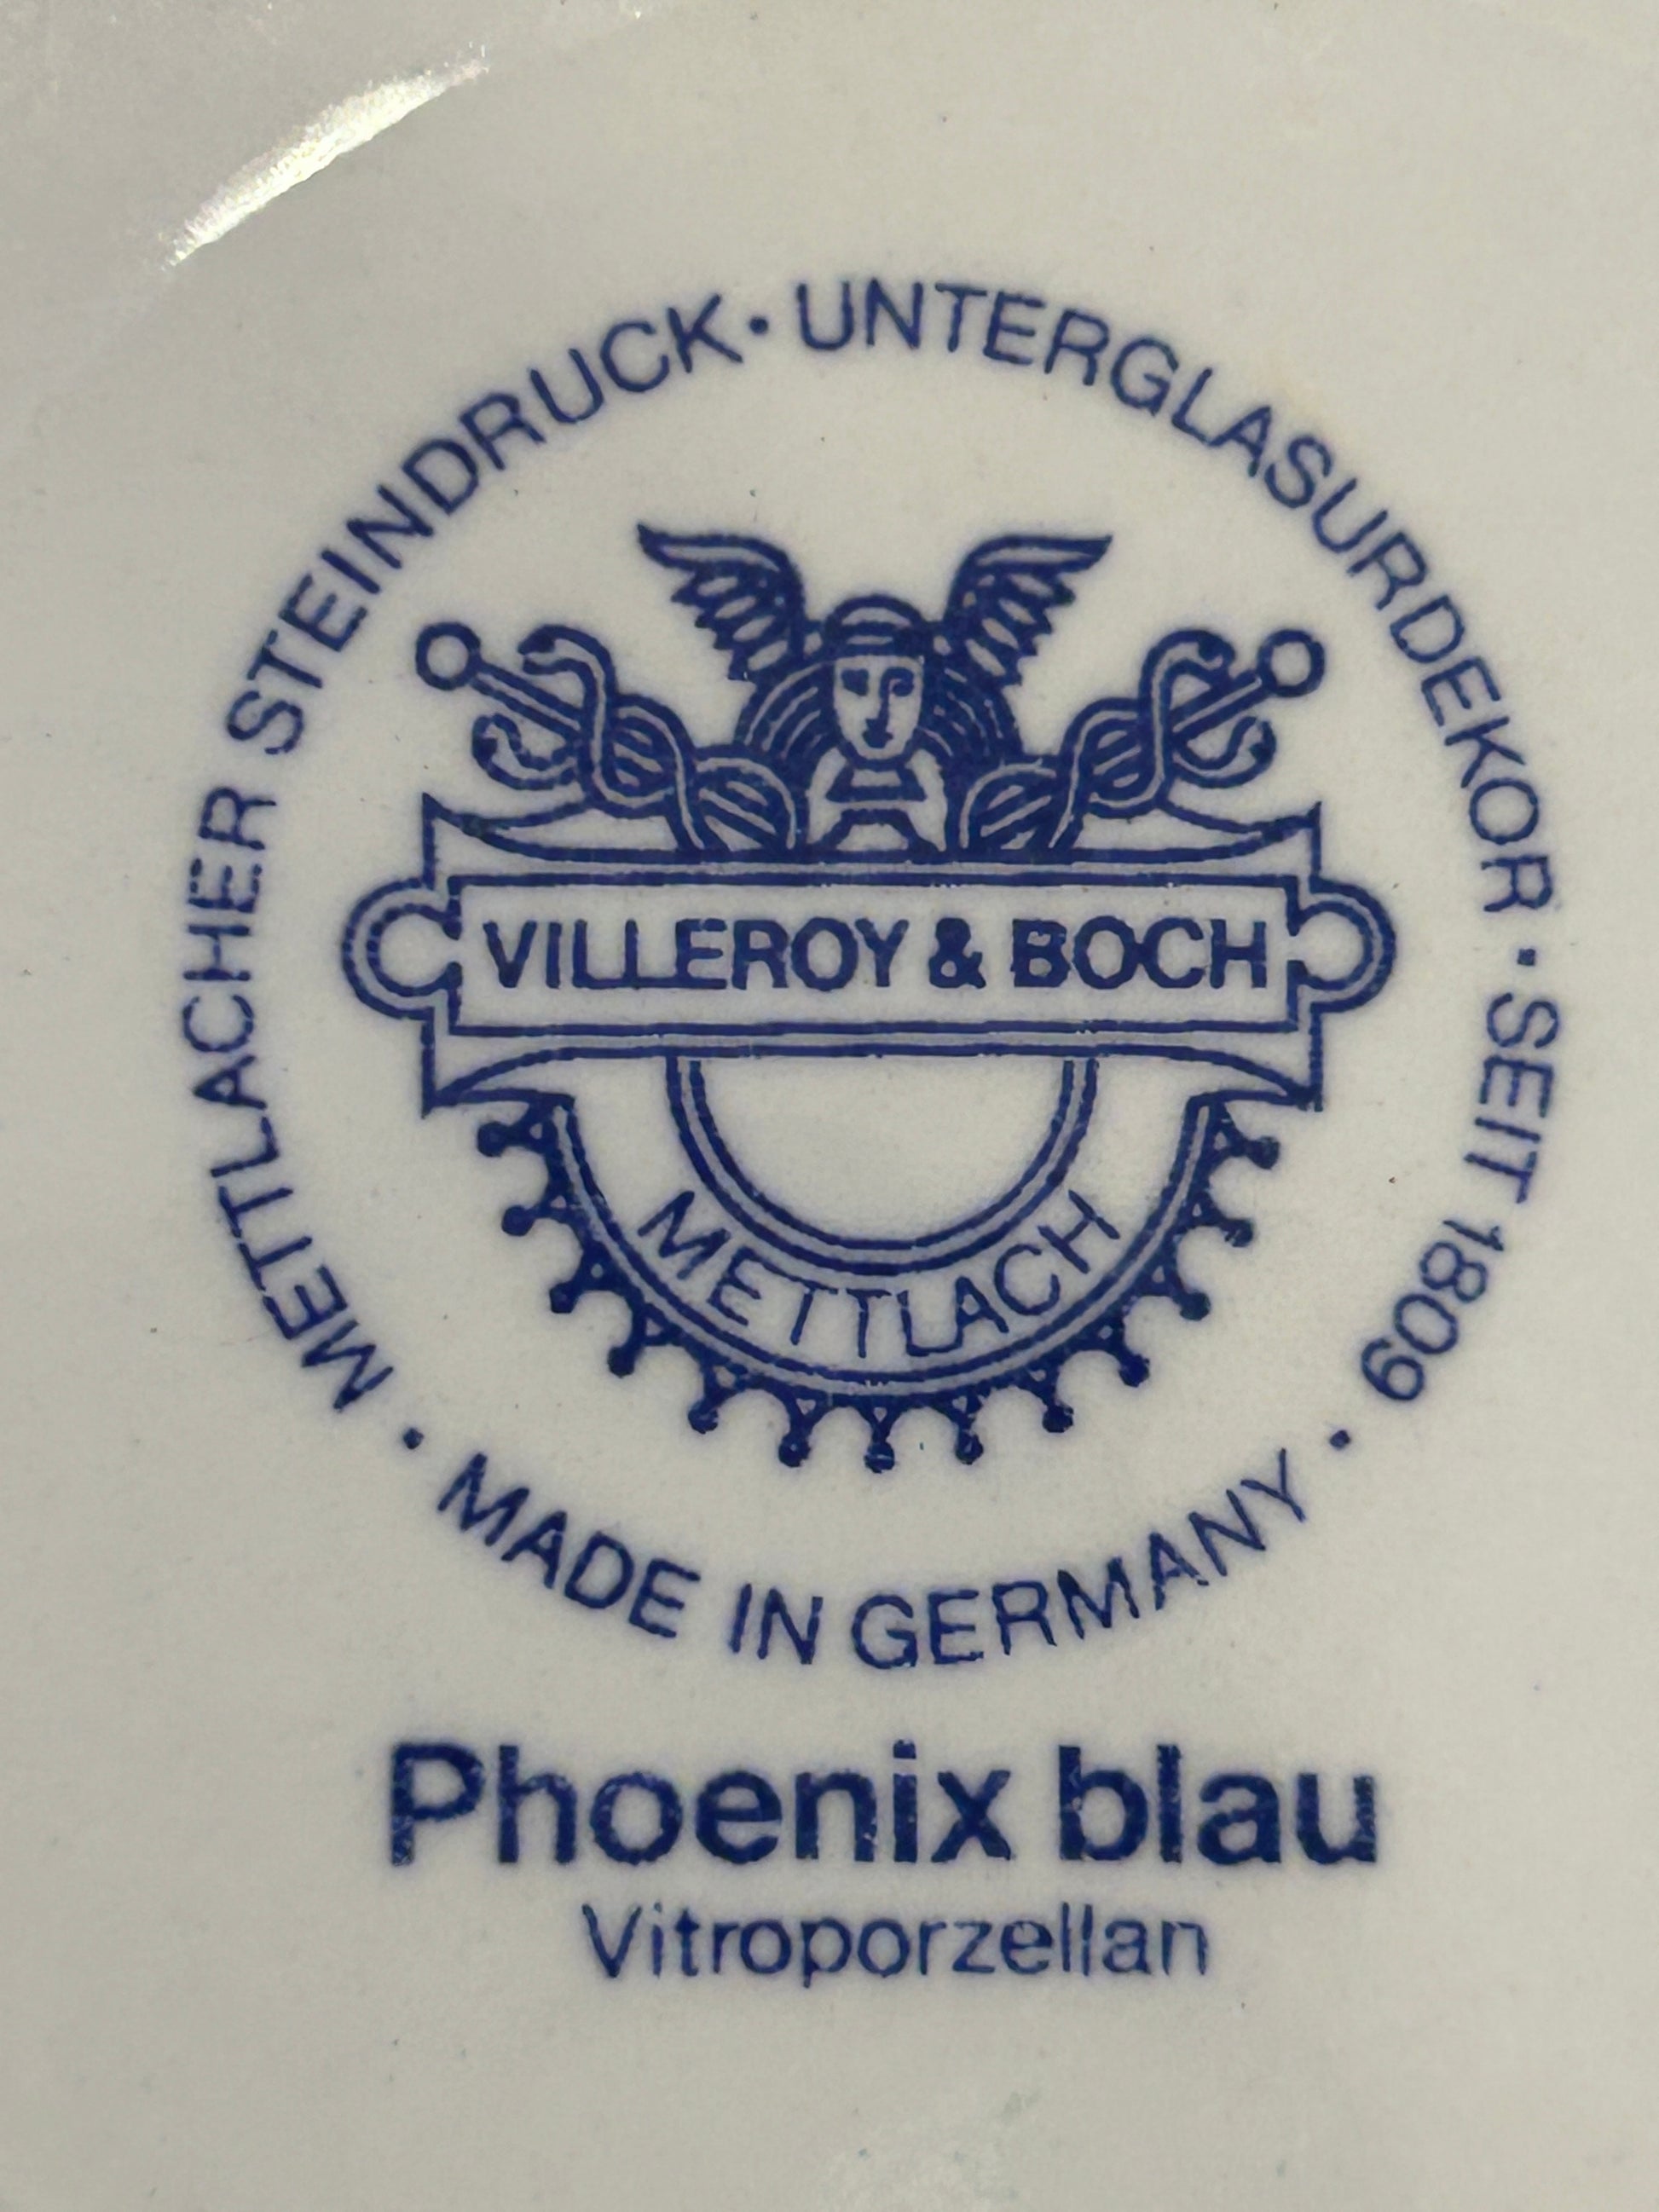 METTLACHER STEINDRUCK · UNTERGLASURDEKOR · SEIT 1809 ·
VILLEROY & BOCH
METTLACH
MADE IN GERMANY ·
Phoenix blau
Vitroporzellan